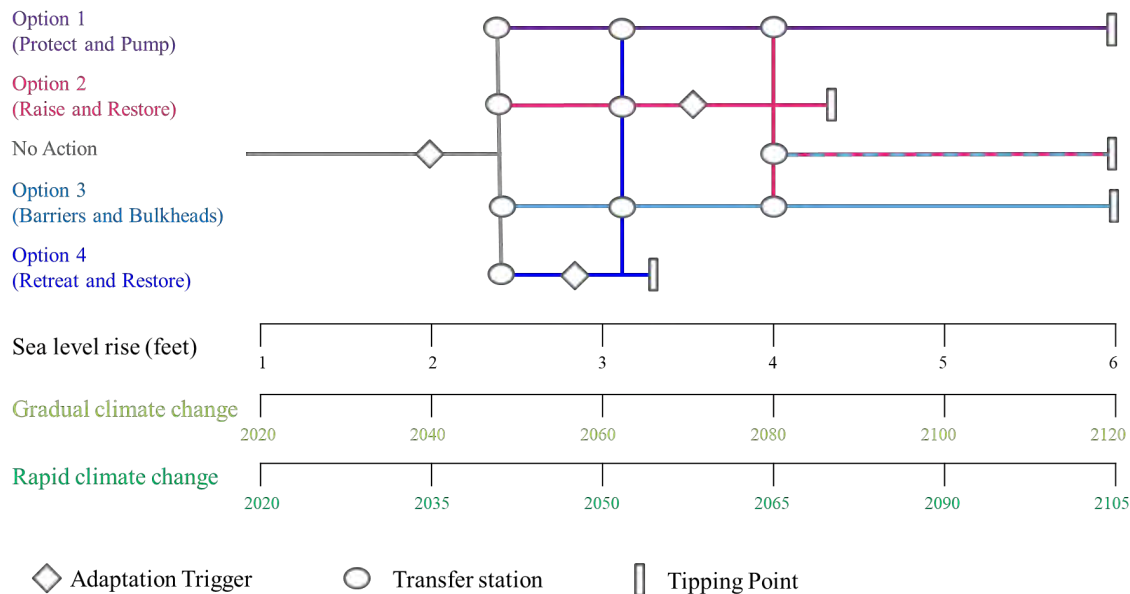 Option 1
(Protect and Pump)
Option 2
(Raise and Restore)
No Action
Option 3
(Barriers and Bulkheads)
Option 4
(Retreat and Restore)
Sea level rise (feet)
1 2 3 4 5 6
Gradual climate change
2020 2040 2060 2080 2100 2120
Rapid climate change
2020 2035 2050 2065 2090 2105
Adaptation Trigger Transfer station Tipping Point